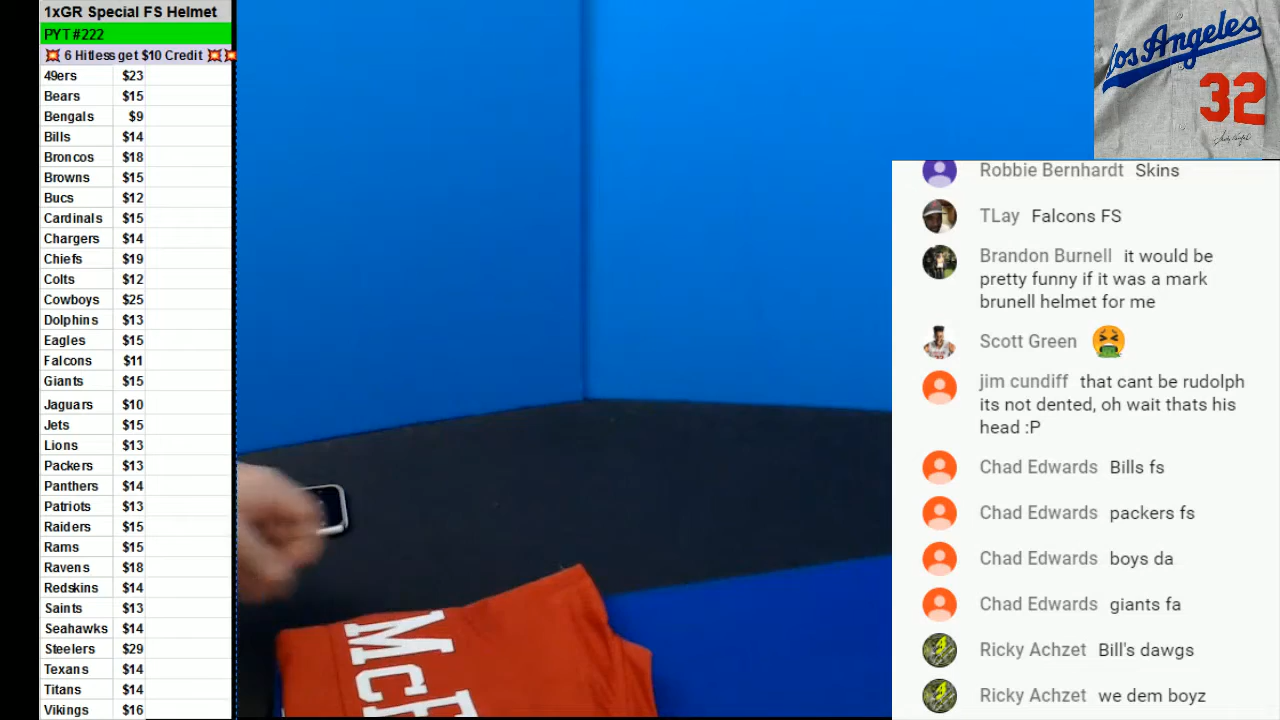 1xGR Special FS Helmet
PYT #222
💥 6 Hitless get $10 Credit 💥💥
49ers $23
Bears $15
Bengals $9
Bills $14
Broncos $18
Browns $15
Bucs $12
Cardinals $15
Chargers $14
Chiefs $19
Colts $12
Cowboys $25
Dolphins $13
Eagles $15
Falcons $11
Giants $15
Jaguars $10
Jets $15
Lions $13
Packers $13
Panthers $14
Patriots $13
Raiders $15
Rams $15
Ravens $18
Redskins $14
Saints $13
Seahawks $14
Steelers $29
Texans $14
Titans $14
Vikings $16
Los Angeles
32
Robbie Bernhardt Skins
TLay Falcons FS
Brandon Burnell it would be
pretty funny if it was a mark
brunell helmet for me
Scott Green 🤮
jim cundiff that cant be rudolph
its not dented, oh wait thats his
head :P
Chad Edwards Bills fs
Chad Edwards packers fs
Chad Edwards boys da
Chad Edwards giants fa
Ricky Achzet Bill's dawgs
Ricky Achzet we dem boyz